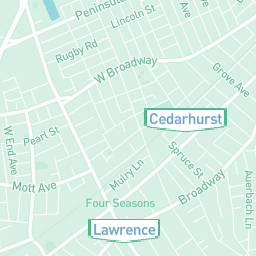 Peninsula
Lincoln St
Rugby Rd
W Broadway
Grove Ave
Cedarhurst
W End Ave
Pearl St
Spruce St
Mott Ave
Mulry Ln
Broadway
Auerbach Ln
Four Seasons
Lawrence